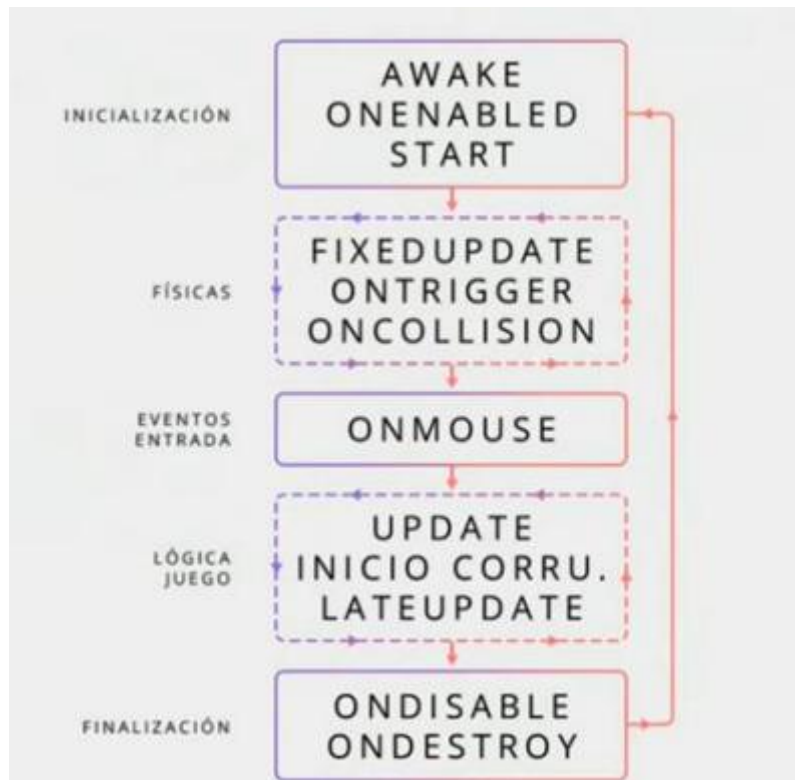 INICIALIZACIÓN
AWAKE
ONENABLED
START
FÍSICAS
FIXEDUPDATE
ONTRIGGER
ONCOLLISION
EVENTOS
ENTRADA
ONMOUSE
LÓGICA
JUEGO
UPDATE
INICIO CORRU.
LATEUPDATE
FINALIZACIÓN
ONDISABLE
ONDESTROY